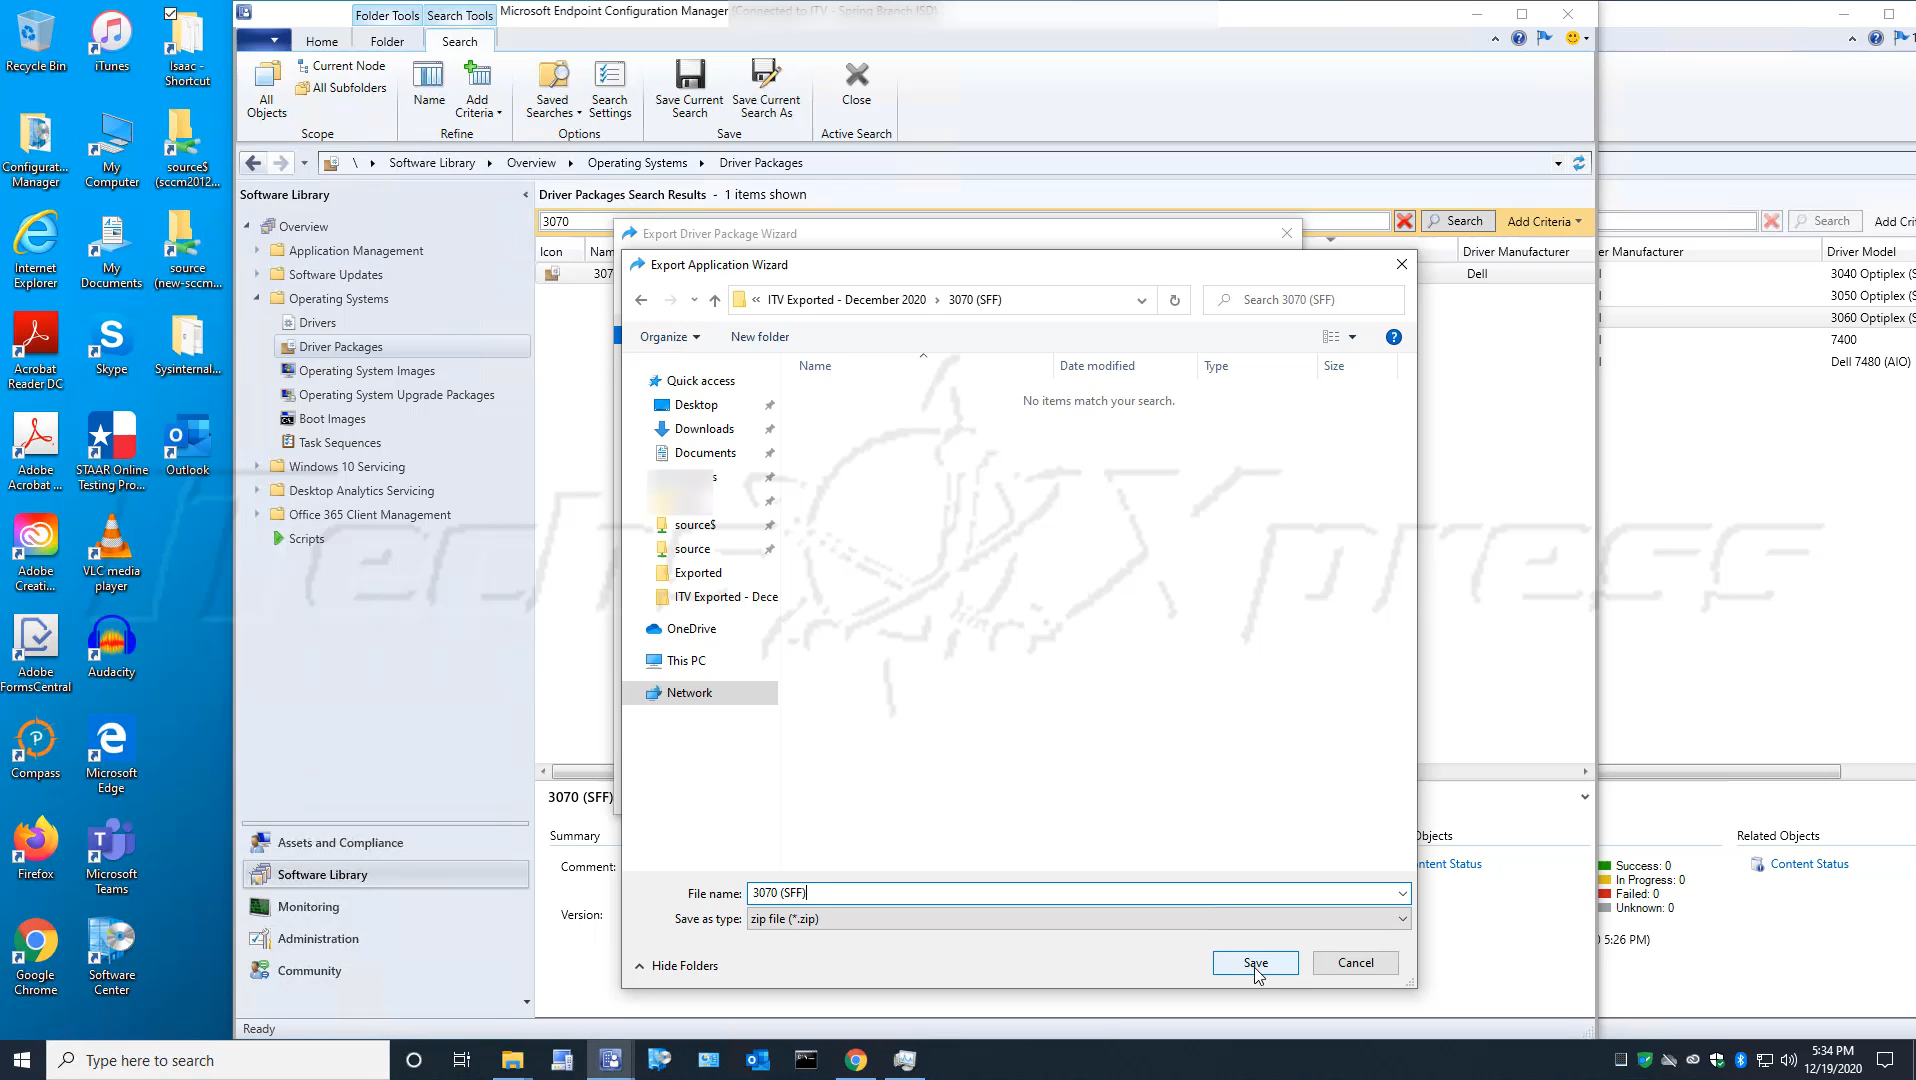 Recycle Bin
iTunes
Isaac -
Shortcut
Configurat...
Manager
My
Computer
source$
(sccm2012...
Internet
Explorer
My
Documents
source
(new-sccm...
Acrobat
Reader DC
Skype
Sysinternal...
Adobe
Acrobat ...
STAAR Online
Testing Pro...
Outlook
Adobe
Creati...
VLC media
player
Adobe
FormsCentral
Audacity
Compass
Microsoft
Edge
Firefox
Microsoft
Teams
Google
Chrome
Software
Center
Folder Tools
Search Tools
Microsoft Endpoint Configuration Manager (Connected to ITV - Spring Branch ISD)
Home
Folder
Search
All
Objects
Current Node
All Subfolders
Scope
Name
Add
Criteria
Refine
Saved
Searches
Search
Settings
Options
Save Current
Search
Save Current
Search As
Save
Close
Active Search
\ Software Library Overview Operating Systems Driver Packages
Software Library
Overview
Application Management
Software Updates
Operating Systems
Drivers
Driver Packages
Operating System Images
Operating System Upgrade Packages
Boot Images
Task Sequences
Windows 10 Servicing
Desktop Analytics Servicing
Office 365 Client Management
Scripts
Assets and Compliance
Software Library
Monitoring
Administration
Community
Ready
Driver Packages Search Results - 1 items shown
3070
Search
Add Criteria
Search
Add Cri
Icon
Nam
Driver Manufacturer
er Manufacturer
Driver Model
307
Dell
l
3040 Optiplex (S
l
3050 Optiplex (S
l
3060 Optiplex (S
l
7400
l
Dell 7480 (AIO)
Export Driver Package Wizard
Export Application Wizard
« ITV Exported - December 2020 › 3070 (SFF)
Search 3070 (SFF)
Organize
New folder
Name
Date modified
Type
Size
No items match your search.
Quick access
Desktop
Downloads
Documents
s
source$
source
Exported
ITV Exported - Dece
OneDrive
This PC
Network
File name: 3070 (SFF)
Save as type: zip file (*.zip)
Hide Folders
Save
Cancel
3070 (SFF)
Summary
Comment:
Version:
Objects
ontent Status
Success: 0
In Progress: 0
Failed: 0
Unknown: 0
) 5:26 PM)
Related Objects
Content Status
Tech Xpress
Type here to search
5:34 PM
12/19/2020